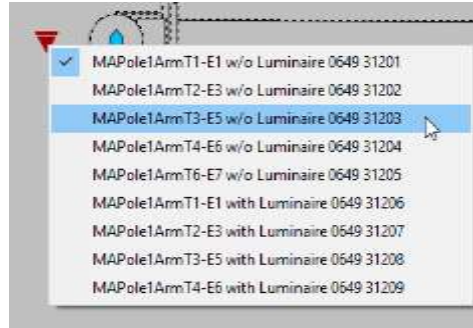 MAPole1ArmT1-E1 w/o Luminaire 0649 31201
MAPole1ArmT2-E3 w/o Luminaire 0649 31202
MAPole1ArmT3-E5 w/o Luminaire 0649 31203
MAPole1ArmT4-E6 w/o Luminaire 0649 31204
MAPole1ArmT6-E7 w/o Luminaire 0649 31205
MAPole1ArmT1-E1 with Luminaire 0649 31206
MAPole1ArmT2-E3 with Luminaire 0649 31207
MAPole1ArmT3-E5 with Luminaire 0649 31208
MAPole1ArmT4-E6 with Luminaire 0649 31209